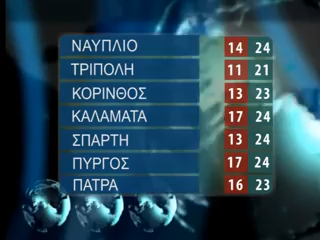 ΝΑΥΠΛΙΟ 14 24
ΤΡΙΠΟΛΗ 11 21
ΚΟΡΙΝΘΟΣ 13 23
ΚΑΛΑΜΑΤΑ 17 24
ΣΠΑΡΤΗ 13 24
ΠΥΡΓΟΣ 17 24
ΠΑΤΡΑ 16 23